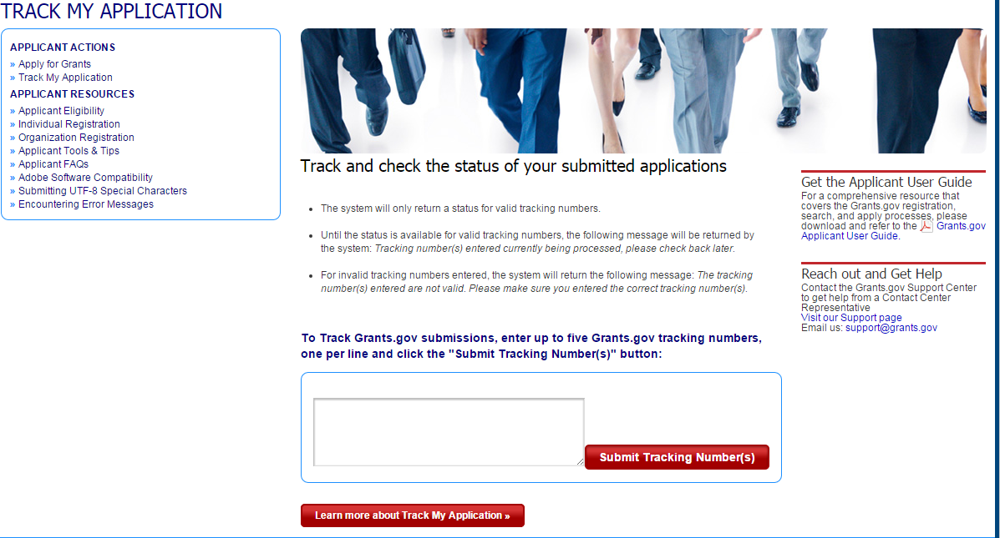 TRACK MY APPLICATION
APPLICANT ACTIONS
» Apply for Grants
» Track My Application
APPLICANT RESOURCES
» Applicant Eligibility
» Individual Registration
» Organization Registration
» Applicant Tools & Tips
» Applicant FAQs
» Adobe Software Compatibility
» Submitting UTF-8 Special Characters
» Encountering Error Messages
Track and check the status of your submitted applications
• The system will only return a status for valid tracking numbers.
• Until the status is available for valid tracking numbers, the following message will be returned by
the system: Tracking number(s) entered currently being processed, please check back later.
• For invalid tracking numbers entered, the system will return the following message: The tracking
number(s) entered are not valid. Please make sure you entered the correct tracking number(s).
To Track Grants.gov submissions, enter up to five Grants.gov tracking numbers,
one per line and click the "Submit Tracking Number(s)" button:
Submit Tracking Number(s)
Learn more about Track My Application »
Get the Applicant User Guide
For a comprehensive resource that
covers the Grants.gov registration,
search, and apply processes, please
download and refer to the Grants.gov
Applicant User Guide.
Reach out and Get Help
Contact the Grants.gov Support Center
to get help from a Contact Center
Representative
Visit our Support page
Email us: support@grants.gov